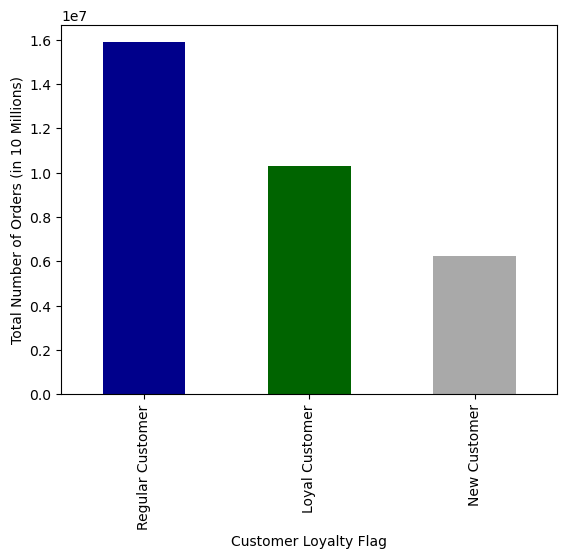 1e7
1.6
1.4
1.2
1.0
0.8
0.6
0.4
0.2
0.0
Total Number of Orders (in 10 Millions)
Regular Customer
Loyal Customer
New Customer
Customer Loyalty Flag